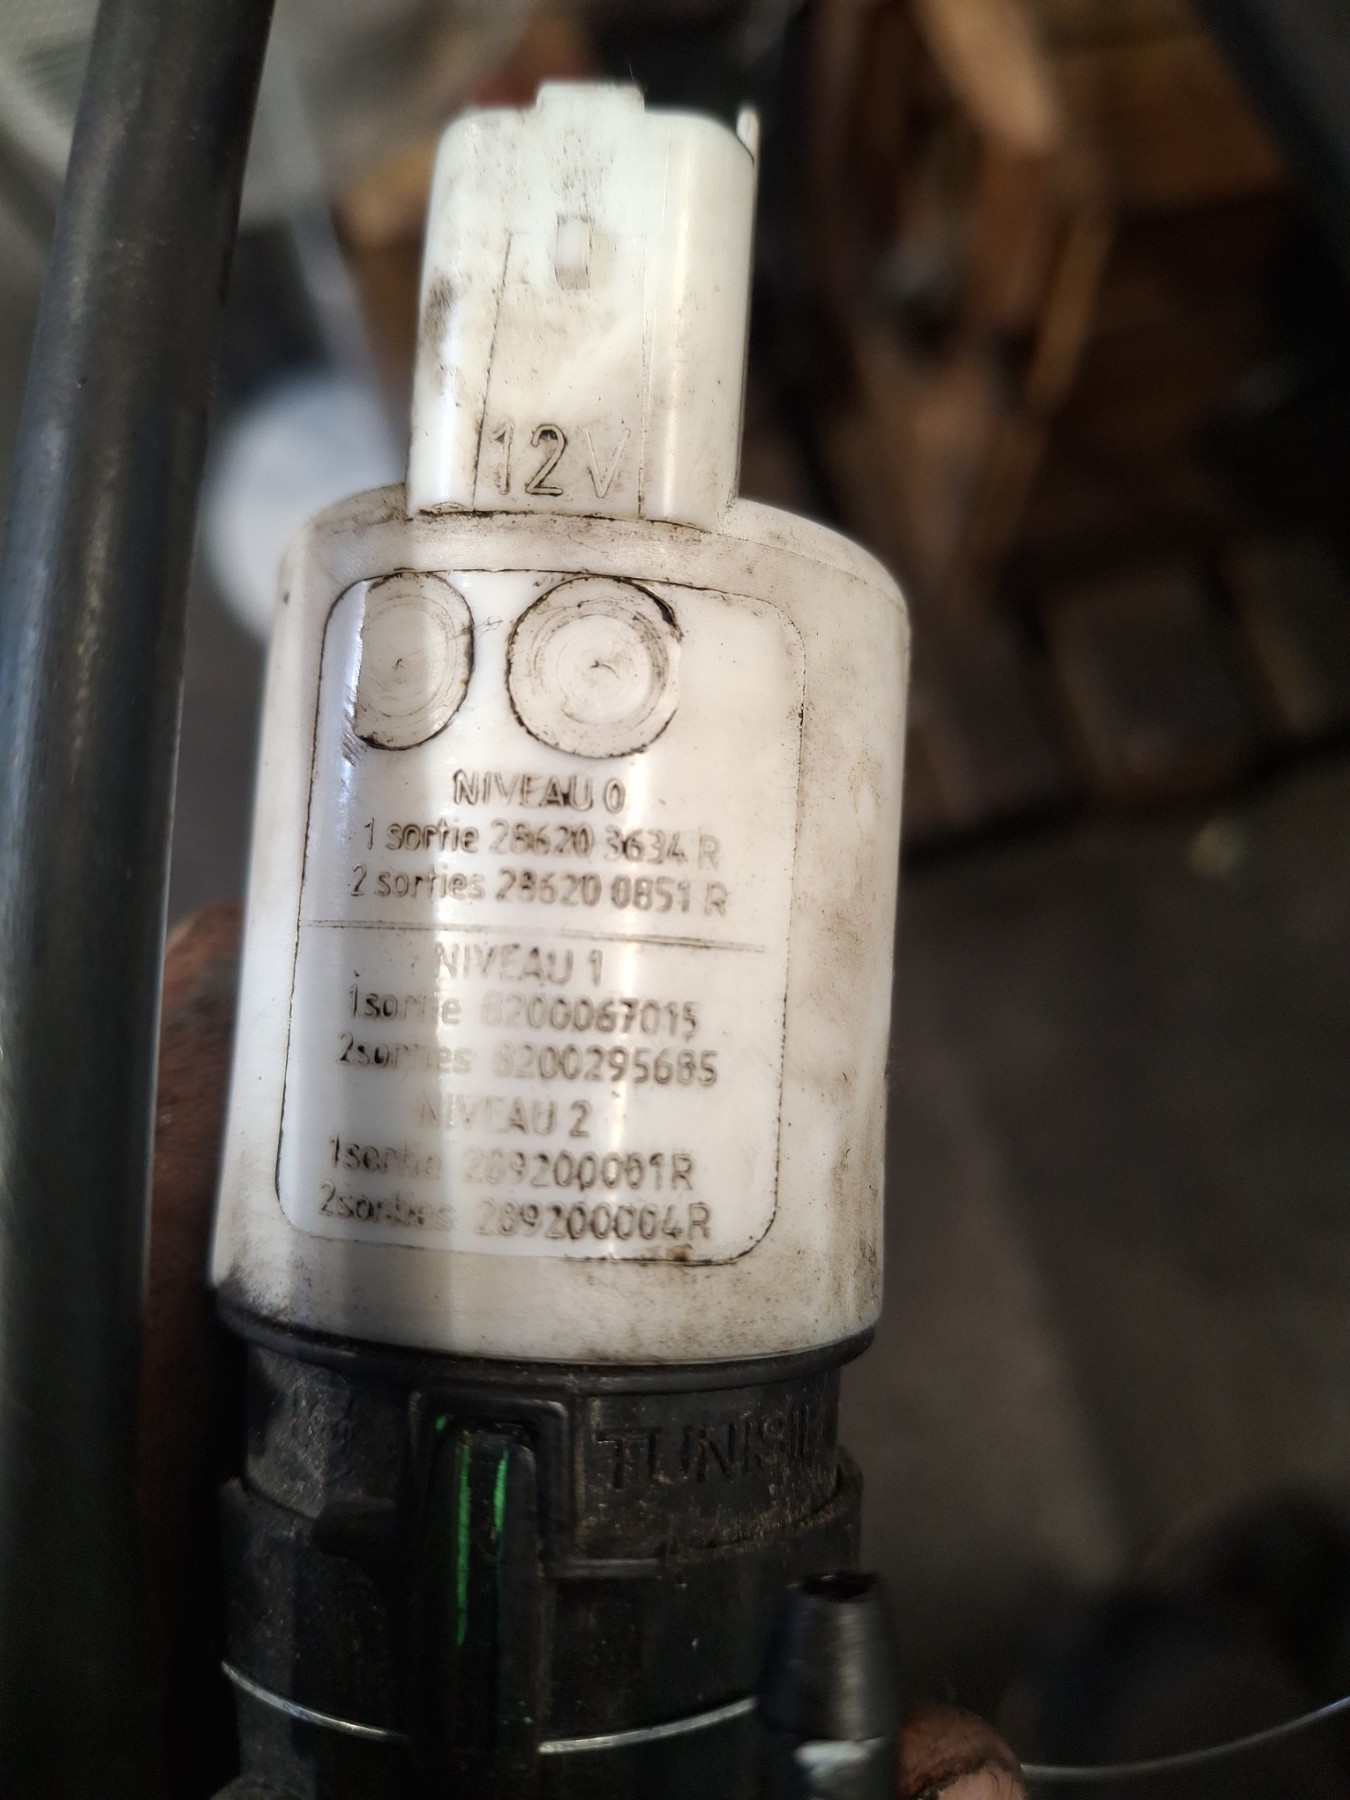 12V
NIVEAU 0
1 sortie 28620 3634 R
2 sorties 28620 0851 R
NIVEAU 1
1sortie 8200067015
2sorties 8200295685
NIVEAU 2
1sortie 289200001R
2sorties 289200004R
TUNISIE